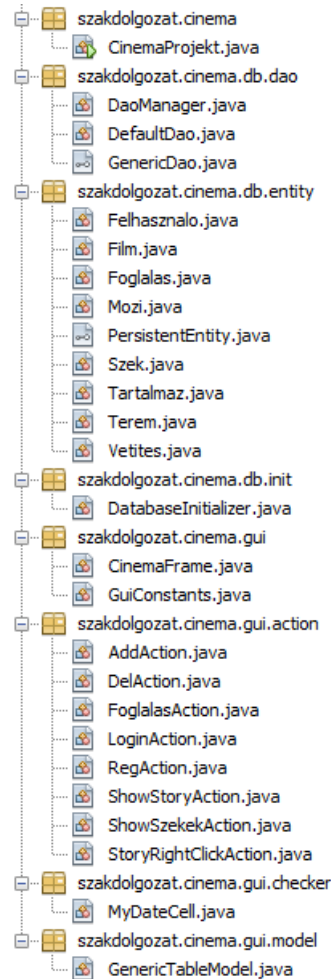 szakdolgozat.cinema
CinemaProjekt.java
szakdolgozat.cinema.db.dao
DaoManager.java
DefaultDao.java
GenericDao.java
szakdolgozat.cinema.db.entity
Felhasznalo.java
Film.java
Foglalas.java
Mozi.java
PersistentEntity.java
Szek.java
Tartalmaz.java
Terem.java
Vetites.java
szakdolgozat.cinema.db.init
DatabaseInitializer.java
szakdolgozat.cinema.gui
CinemaFrame.java
GuiConstants.java
szakdolgozat.cinema.gui.action
AddAction.java
DelAction.java
FoglalasAction.java
LoginAction.java
RegAction.java
ShowStoryAction.java
ShowSzekekAction.java
StoryRightClickAction.java
szakdolgozat.cinema.gui.checker
MyDateCell.java
szakdolgozat.cinema.gui.model
GenericTableModel.java